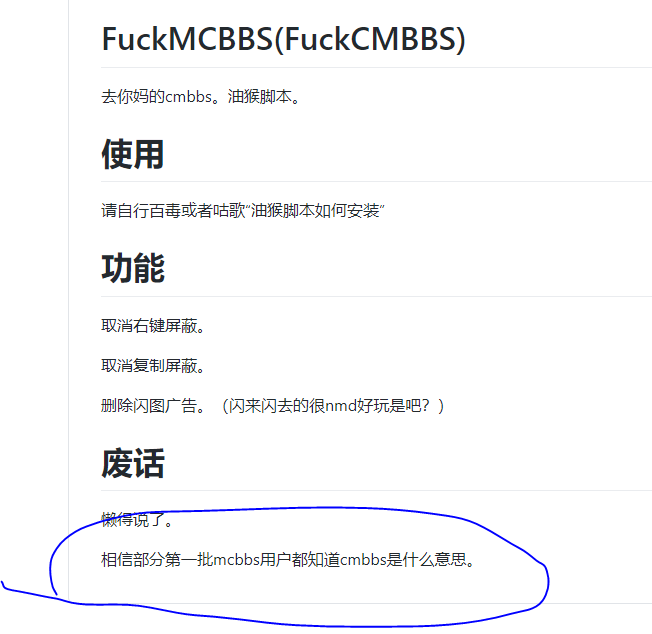 FuckMCBBS(FuckCMBBS)
去你妈的cmbbs。油猴脚本。
使用
请自行百毒或者咕歌“油猴脚本如何安装”
功能
取消右键屏蔽。
取消复制屏蔽。
删除闪图广告。（闪来闪去的很nmd好玩是吧？）
废话
懒得说了。
相信部分第一批mcbbs用户都知道cmbbs是什么意思。